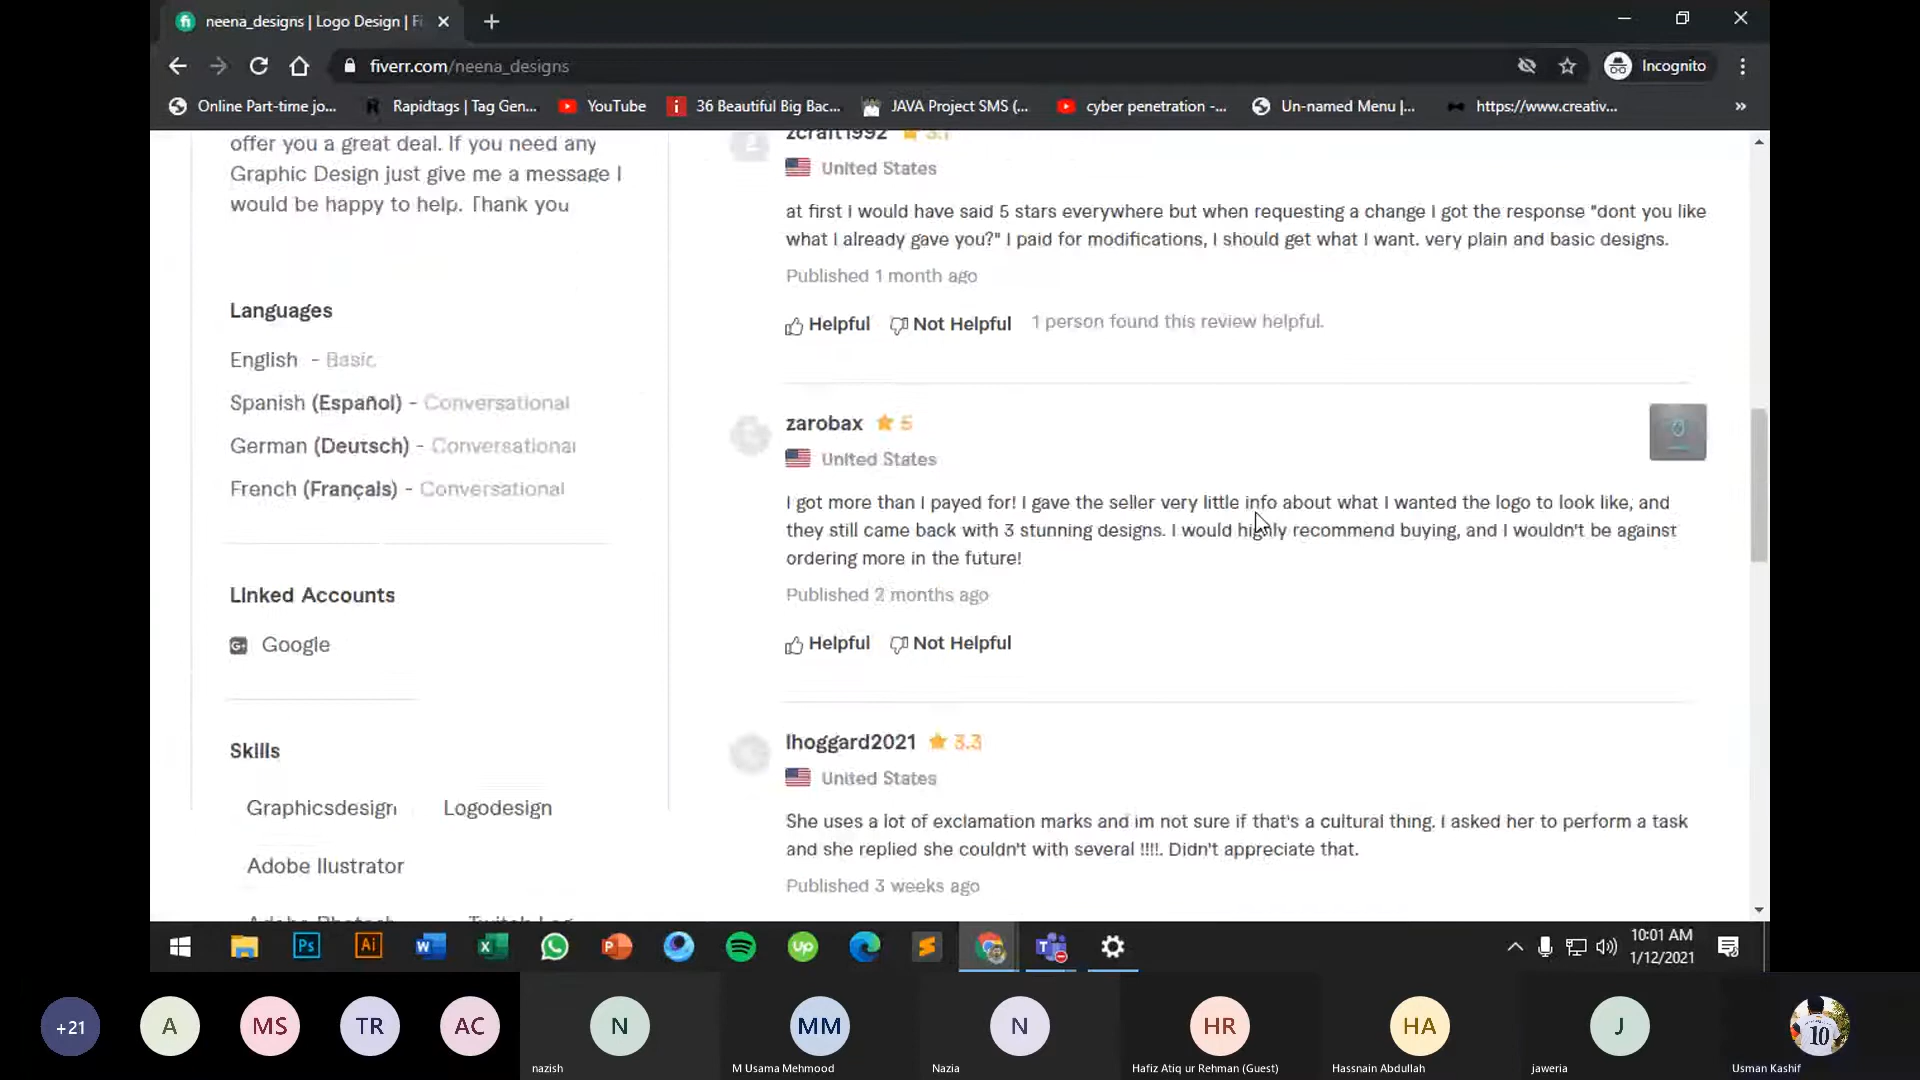 neena_designs | Logo Design | Fi
fiverr.com/neena_designs
Incognito
Online Part-time jo...
Rapidtags | Tag Gen...
YouTube
36 Beautiful Big Bac...
JAVA Project SMS (...
cyber penetration -...
Un-named Menu |...
https://www.creativ...
»
offer you a great deal. If you need any
Graphic Design just give me a message I
would be happy to help. Thank you
Languages
English - Basic
Spanish (Español) - Conversational
German (Deutsch) - Conversational
French (Français) - Conversational
Linked Accounts
Google
Skills
Graphicsdesign Logodesign
Adobe Ilustrator
zcraft1992 3.1
United States
at first I would have said 5 stars everywhere but when requesting a change I got the response "dont you like
what I already gave you?" I paid for modifications, I should get what I want. very plain and basic designs.
Published 1 month ago
Helpful Not Helpful 1 person found this review helpful.
zarobax 5
United States
I got more than I payed for! I gave the seller very little info about what I wanted the logo to look like, and
they still came back with 3 stunning designs. I would highly recommend buying, and I wouldn't be against
ordering more in the future!
Published 2 months ago
Helpful Not Helpful
lhoggard2021 3.3
United States
She uses a lot of exclamation marks and im not sure if that's a cultural thing. I asked her to perform a task
and she replied she couldn't with several !!!!. Didn't appreciate that.
Published 3 weeks ago
Ps
Ai
Up
10:01 AM
1/12/2021
+21
A
MS
TR
AC
N
MM
N
HR
HA
J
10
nazish
M Usama Mehmood
Nazia
Hafiz Atiq ur Rehman (Guest)
Hassnain Abdullah
jaweria
Usman Kashif